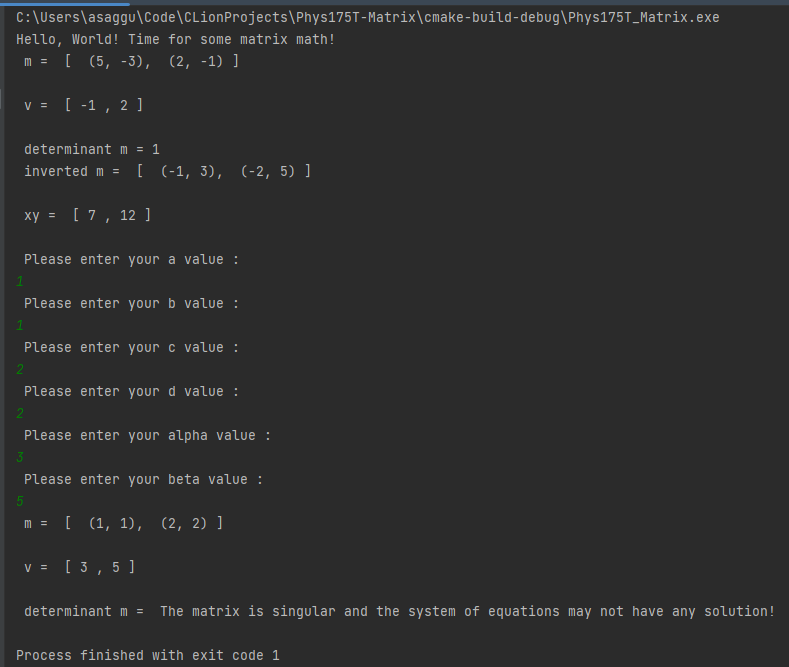 C:\Users\asaggu\Code\CLionProjects\Phys175T-Matrix\cmake-build-debug\Phys175T_Matrix.exe
Hello, World! Time for some matrix math!
m =  [  (5, -3),  (2, -1) ]
v =  [ -1 , 2 ]
determinant m = 1
inverted m =  [  (-1, 3),  (-2, 5) ]
xy =  [ 7 , 12 ]
Please enter your a value :
1
Please enter your b value :
1
Please enter your c value :
2
Please enter your d value :
2
Please enter your alpha value :
3
Please enter your beta value :
5
m =  [  (1, 1),  (2, 2) ]
v =  [ 3 , 5 ]
determinant m =  The matrix is singular and the system of equations may not have any solution!
Process finished with exit code 1